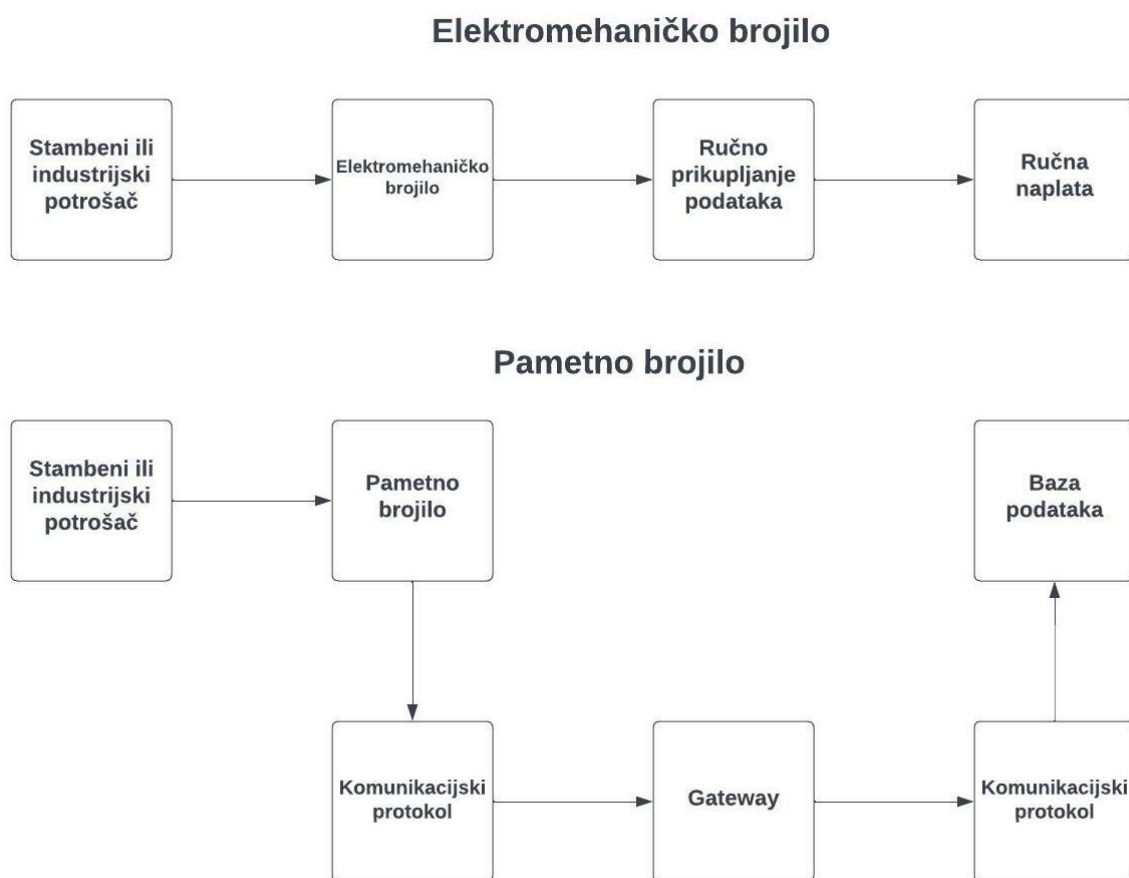 Elektromehaničko brojilo
Stambeni ili
industrijski
potrošač
Elektromehaničko
brojilo
Ručno
prikupljanje
podataka
Ručna
naplata
Pametno brojilo
Stambeni ili
industrijski
potrošač
Pametno
brojilo
Baza
podataka
Komunikacijski
protokol
Gateway
Komunikacijski
protokol